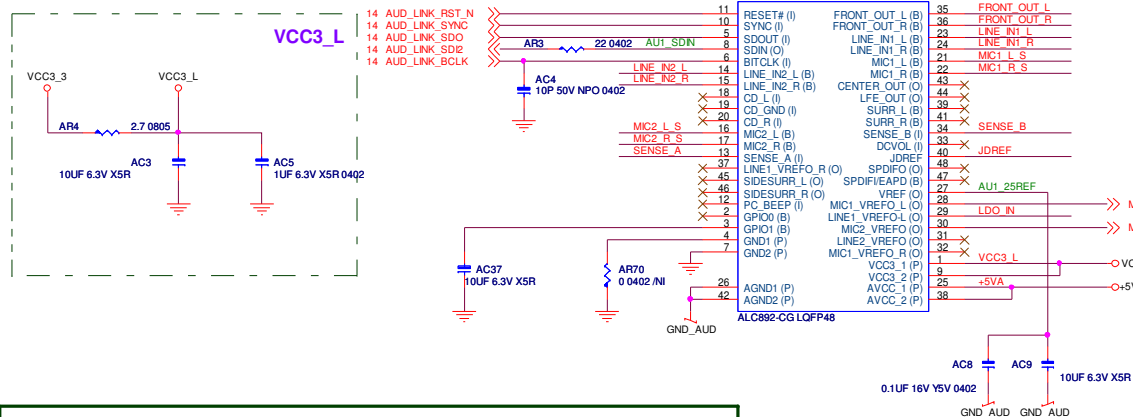 VCC3_L
VCC3_3
VCC3_L
AR4
2.7 0805
AC3
10UF 6.3V X5R
AC5
1UF 6.3V X5R 0402
14 AUD_LINK_RST_N
14 AUD_LINK_SYNC
14 AUD_LINK_SDO
14 AUD_LINK_SDI2
14 AUD_LINK_BCLK
AR3
22 0402
AU1_SDIN
AC4
10P 50V NPO 0402
LINE_IN2_L
LINE_IN2_R
MIC2_L_S
MIC2_R_S
SENSE_A
AC37
10UF 6.3V X5R
AR70
0 0402 /NI
GND_AUD
11 RESET# (I)
10 SYNC (I)
5 SDOUT (I)
8 SDIN (O)
6 BITCLK (I)
14 LINE_IN2_L (B)
15 LINE_IN2_R (B)
18 CD_L (I)
19 CD_GND (I)
20 CD_R (I)
16 MIC2_L (B)
17 MIC2_R (B)
13 SENSE_A (I)
37 LINE1_VREFO_R (O)
45 SIDESURR_L (O)
46 SIDESURR_R (O)
12 PC_BEEP (I)
2 GPIO0 (B)
3 GPIO1 (B)
4 GND1 (P)
7 GND2 (P)
26 AGND1 (P)
42 AGND2 (P)
FRONT_OUT_L (B) 35 FRONT_OUT_L
FRONT_OUT_R (B) 36 FRONT_OUT_R
LINE_IN1_L (B) 23 LINE_IN1_L
LINE_IN1_R (B) 24 LINE_IN1_R
MIC1_L (B) 21 MIC1_L_S
MIC1_R (B) 22 MIC1_R_S
CENTER_OUT (O) 43
LFE_OUT (O) 44
SURR_L (B) 39
SURR_R (B) 41
SENSE_B (I) 34 SENSE_B
DCVOL (I) 33
JDREF 40 JDREF
SPDIFO (O) 48
SPDIFI/EAPD (B) 47
VREF (O) 27 AU1_25REF
MIC1_VREFO_L (O) 28
LINE1_VREFO-L (O) 29 LDO_IN
MIC2_VREFO (O) 30
LINE2_VREFO (O) 31
MIC1_VREFO_R (O) 32
VCC3_1 (P) 1 VCC3_L
VCC3_2 (P) 9
AVCC_1 (P) 25 +5VA
AVCC_2 (P) 38
ALC892-CG LQFP48
AC8
0.1UF 16V Y5V 0402
AC9
10UF 6.3V X5R
GND_AUD
GND_AUD